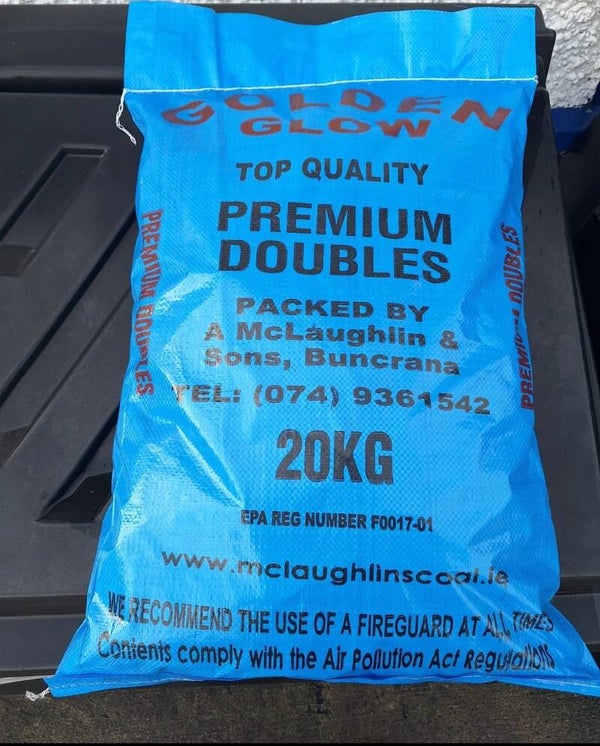 GOLDEN
GLOW
TOP QUALITY
PREMIUM
DOUBLES
PACKED BY
A McLaughlin &
Sons, Buncrana
TEL: (074) 9361542
20KG
EPA REG NUMBER F0017-01
www.mclaughlinscoal.ie
WE RECOMMEND THE USE OF A FIREGUARD AT ALL TIMES
Contents comply with the Air Pollution Act Regulations
PREMIUM DOUBLES
PREMIUM DOUBLES